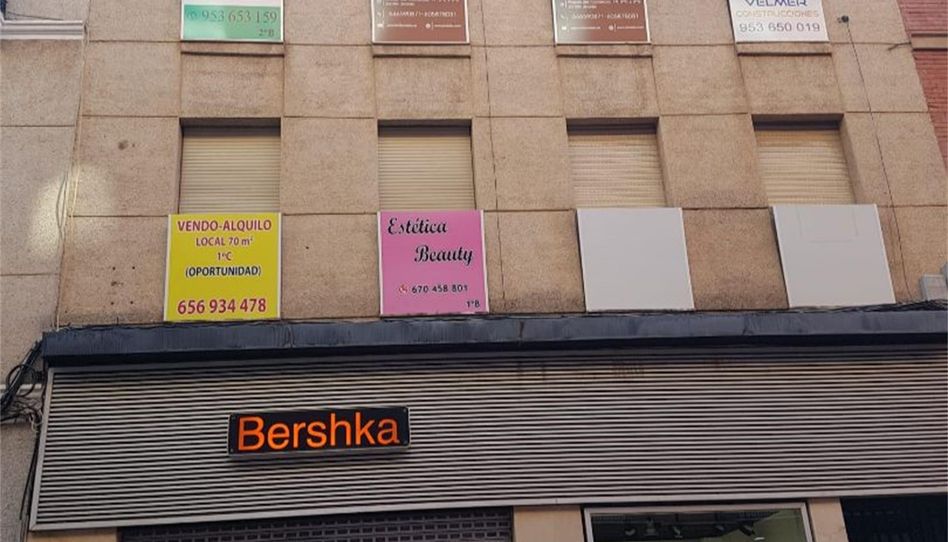 953 653 159
2ºB
VELMER
CONSTRUCCIONES
953 650 019
VENDO-ALQUILO
LOCAL 70 m²
1ºC
(OPORTUNIDAD)
656 934 478
Estética
Beauty
670 458 801
1ºB
Bershka